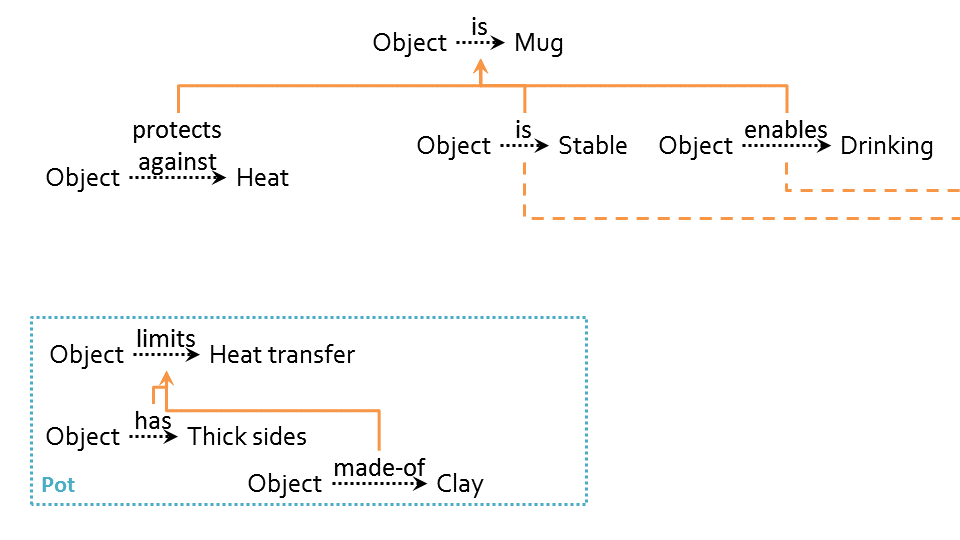 Object is Mug
protects
against
Object Heat
Object is Stable
Object enables Drinking
Object limits Heat transfer
Object has Thick sides
Object made-of Clay
Pot